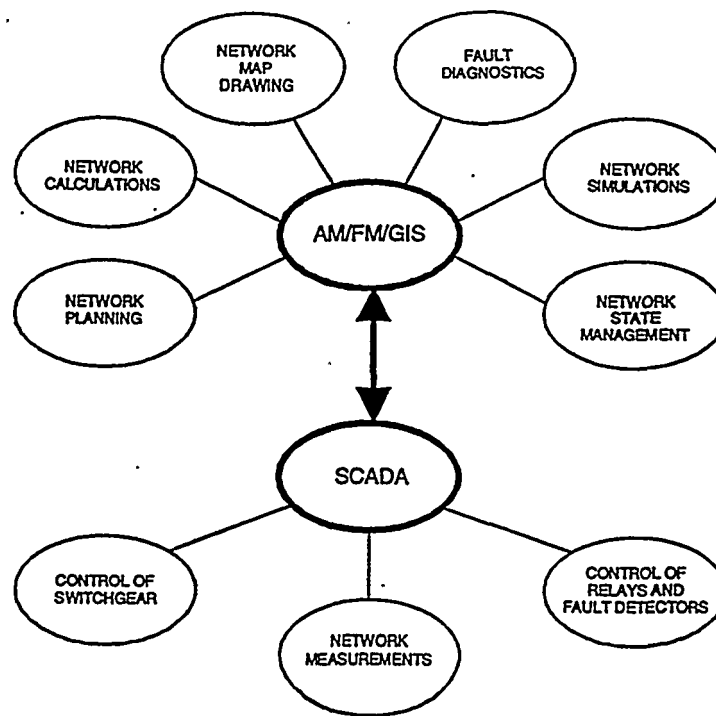 NETWORK
MAP
DRAWING
FAULT
DIAGNOSTICS
NETWORK
CALCULATIONS
NETWORK
SIMULATIONS
AM/FM/GIS
NETWORK
PLANNING
NETWORK
STATE
MANAGEMENT
SCADA
CONTROL OF
SWITCHGEAR
NETWORK
MEASUREMENTS
CONTROL OF
RELAYS AND
FAULT DETECTORS